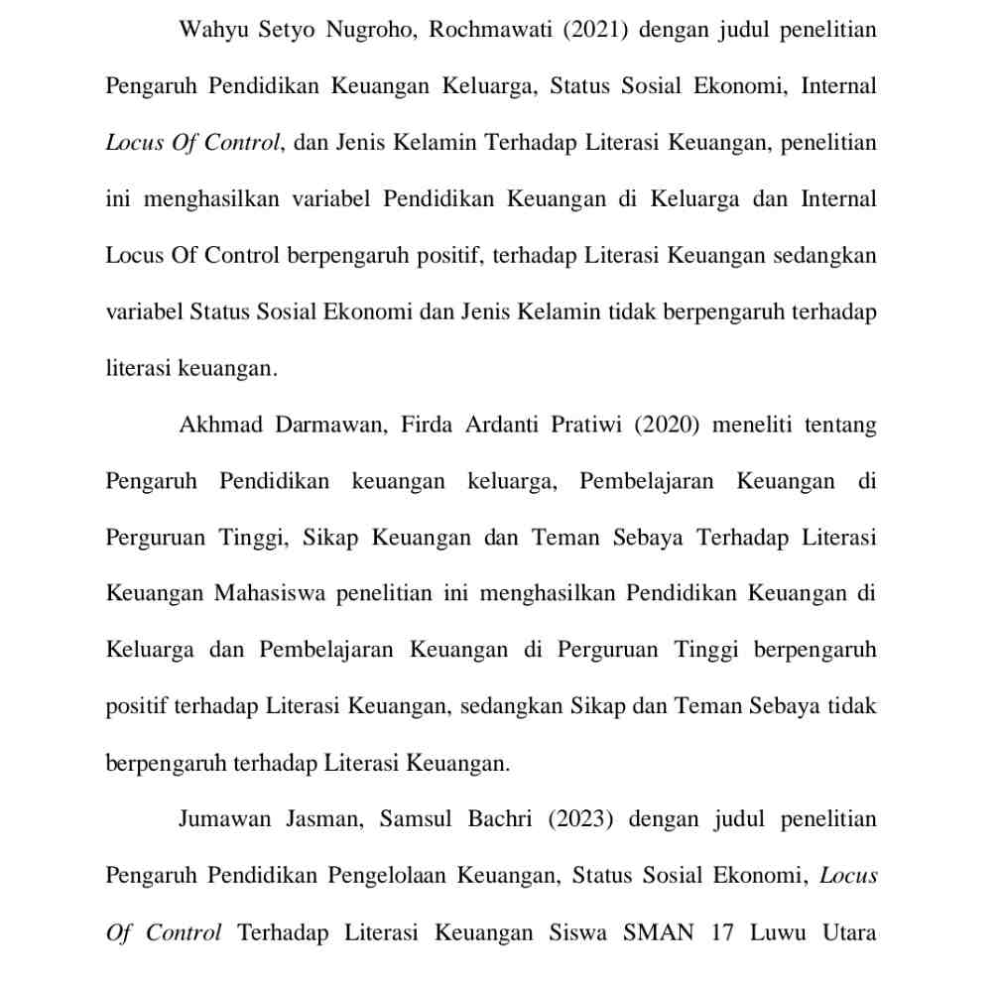 Wahyu Setyo Nugroho, Rochmawati (2021) dengan judul penelitian
Pengaruh Pendidikan Keuangan Keluarga, Status Sosial Ekonomi, Internal
Locus Of Control, dan Jenis Kelamin Terhadap Literasi Keuangan, penelitian
ini menghasilkan variabel Pendidikan Keuangan di Keluarga dan Internal
Locus Of Control berpengaruh positif, terhadap Literasi Keuangan sedangkan
variabel Status Sosial Ekonomi dan Jenis Kelamin tidak berpengaruh terhadap
literasi keuangan.
Akhmad Darmawan, Firda Ardanti Pratiwi (2020) meneliti tentang
Pengaruh Pendidikan keuangan keluarga, Pembelajaran Keuangan di
Perguruan Tinggi, Sikap Keuangan dan Teman Sebaya Terhadap Literasi
Keuangan Mahasiswa penelitian ini menghasilkan Pendidikan Keuangan di
Keluarga dan Pembelajaran Keuangan di Perguruan Tinggi berpengaruh
positif terhadap Literasi Keuangan, sedangkan Sikap dan Teman Sebaya tidak
berpengaruh terhadap Literasi Keuangan.
Jumawan Jasman, Samsul Bachri (2023) dengan judul penelitian
Pengaruh Pendidikan Pengelolaan Keuangan, Status Sosial Ekonomi, Locus
Of Control Terhadap Literasi Keuangan Siswa SMAN 17 Luwu Utara